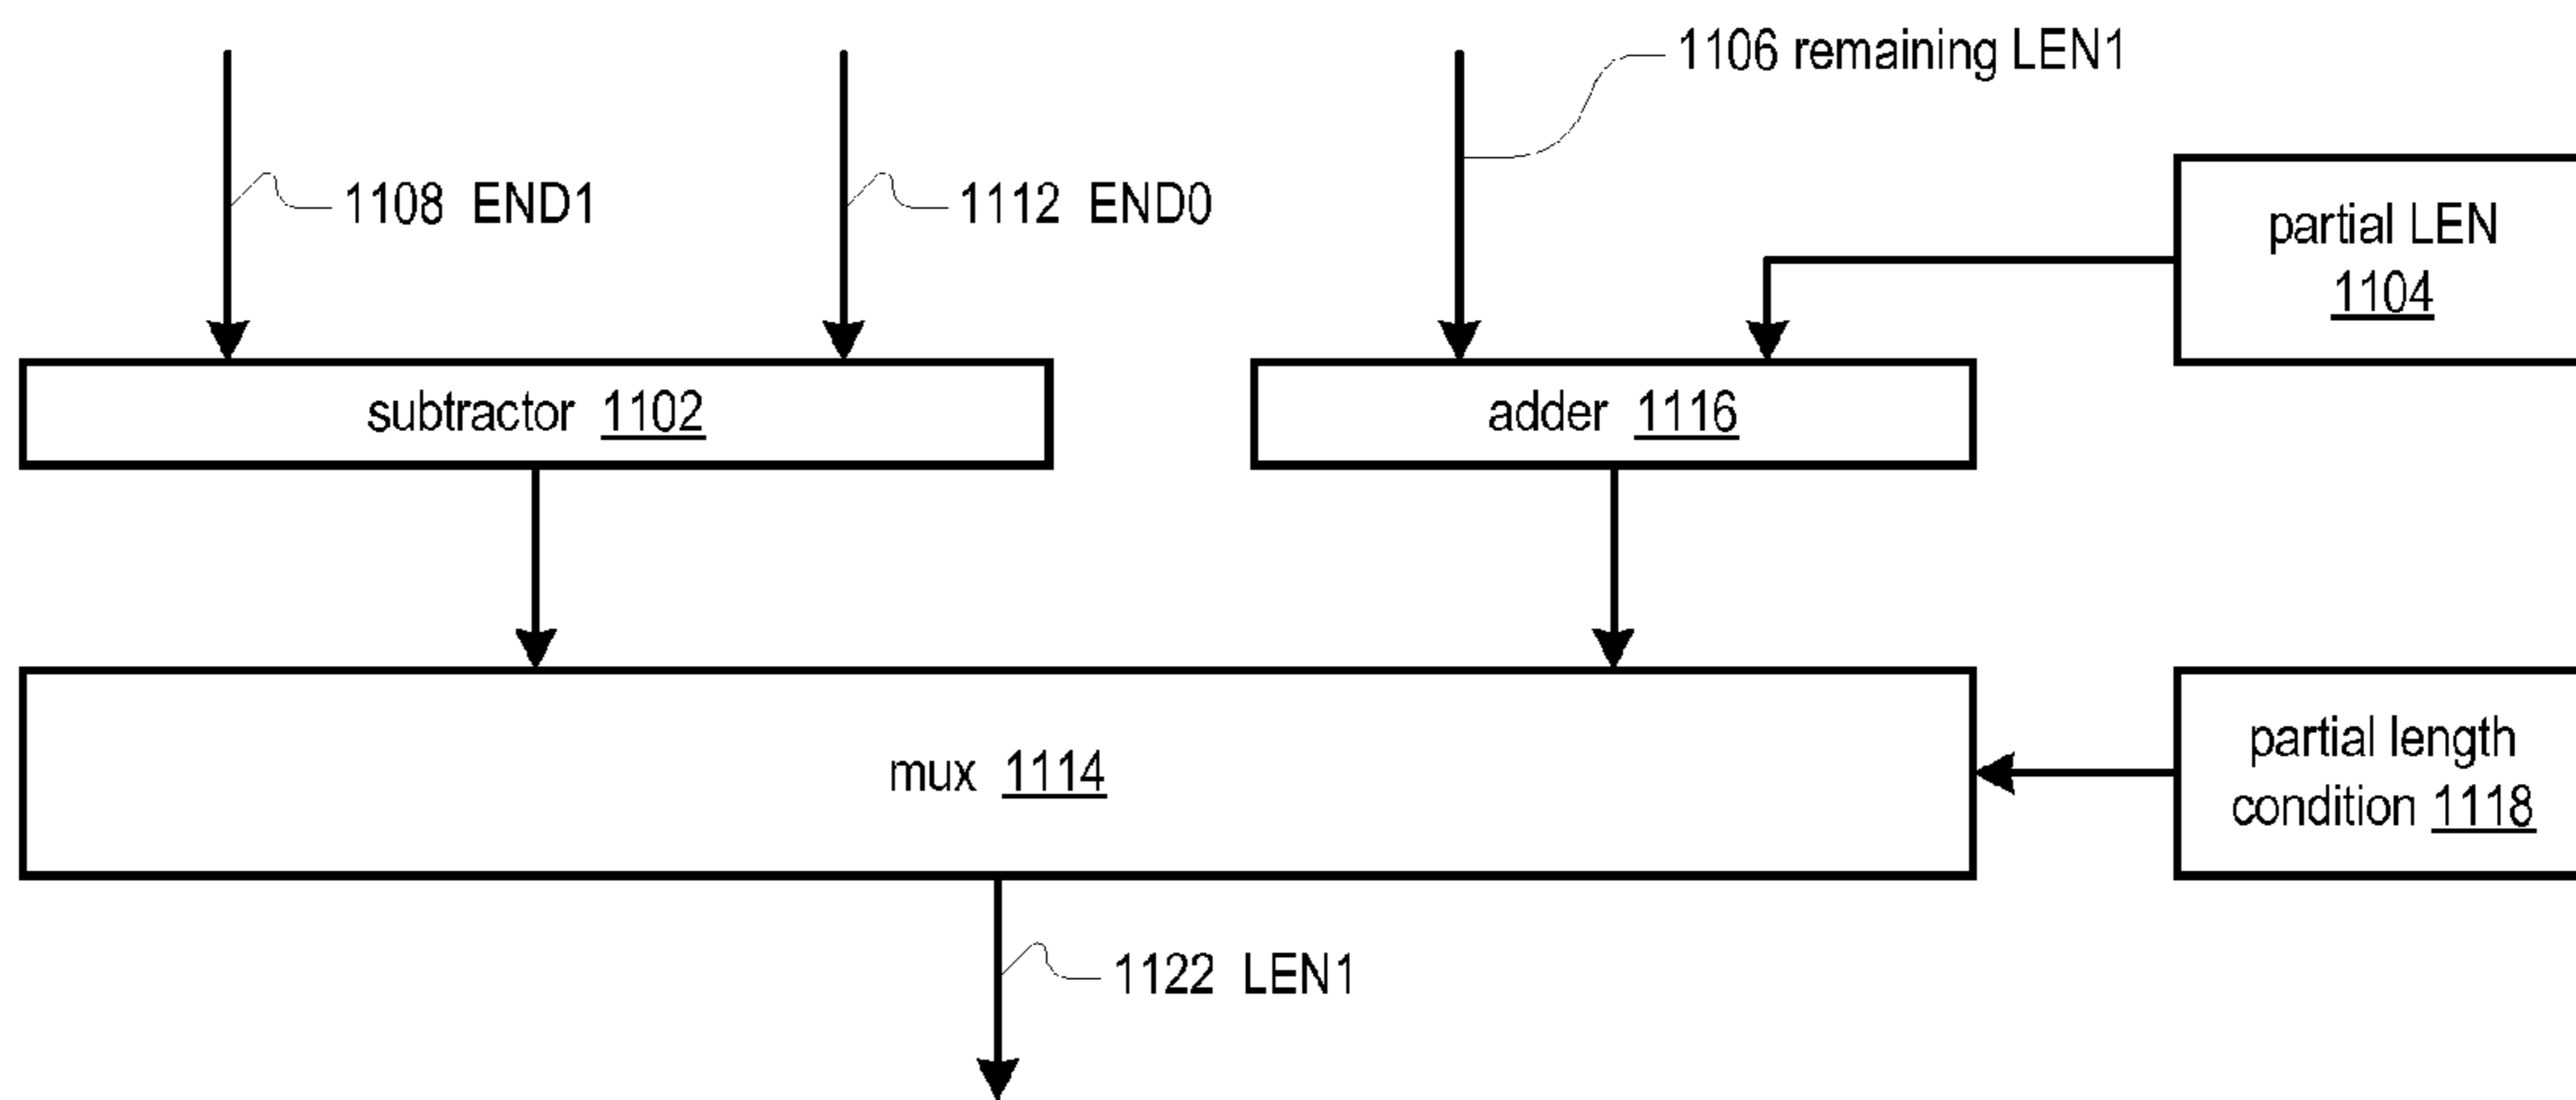 1106 remaining LEN1
1108 END1
1112 END0
partial LEN
1104
subtractor 1102
adder 1116
mux 1114
partial length
condition 1118
1122 LEN1